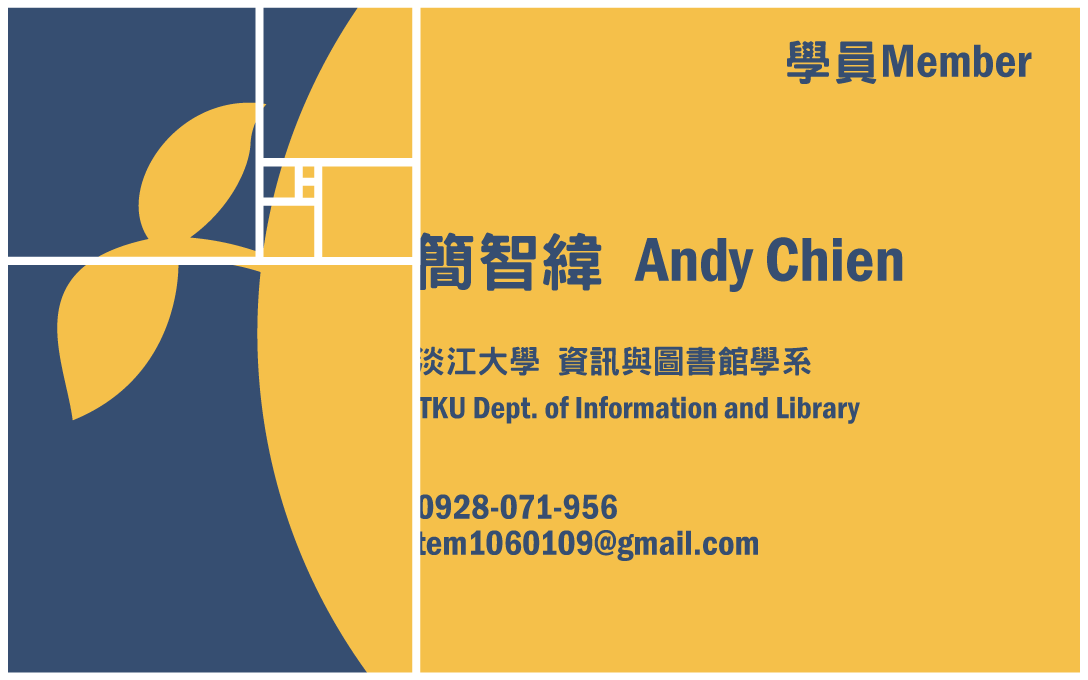 學員Member
簡智緯 Andy Chien
淡江大學 資訊與圖書館學系
TKU Dept. of Information and Library
0928-071-956
tem1060109@gmail.com